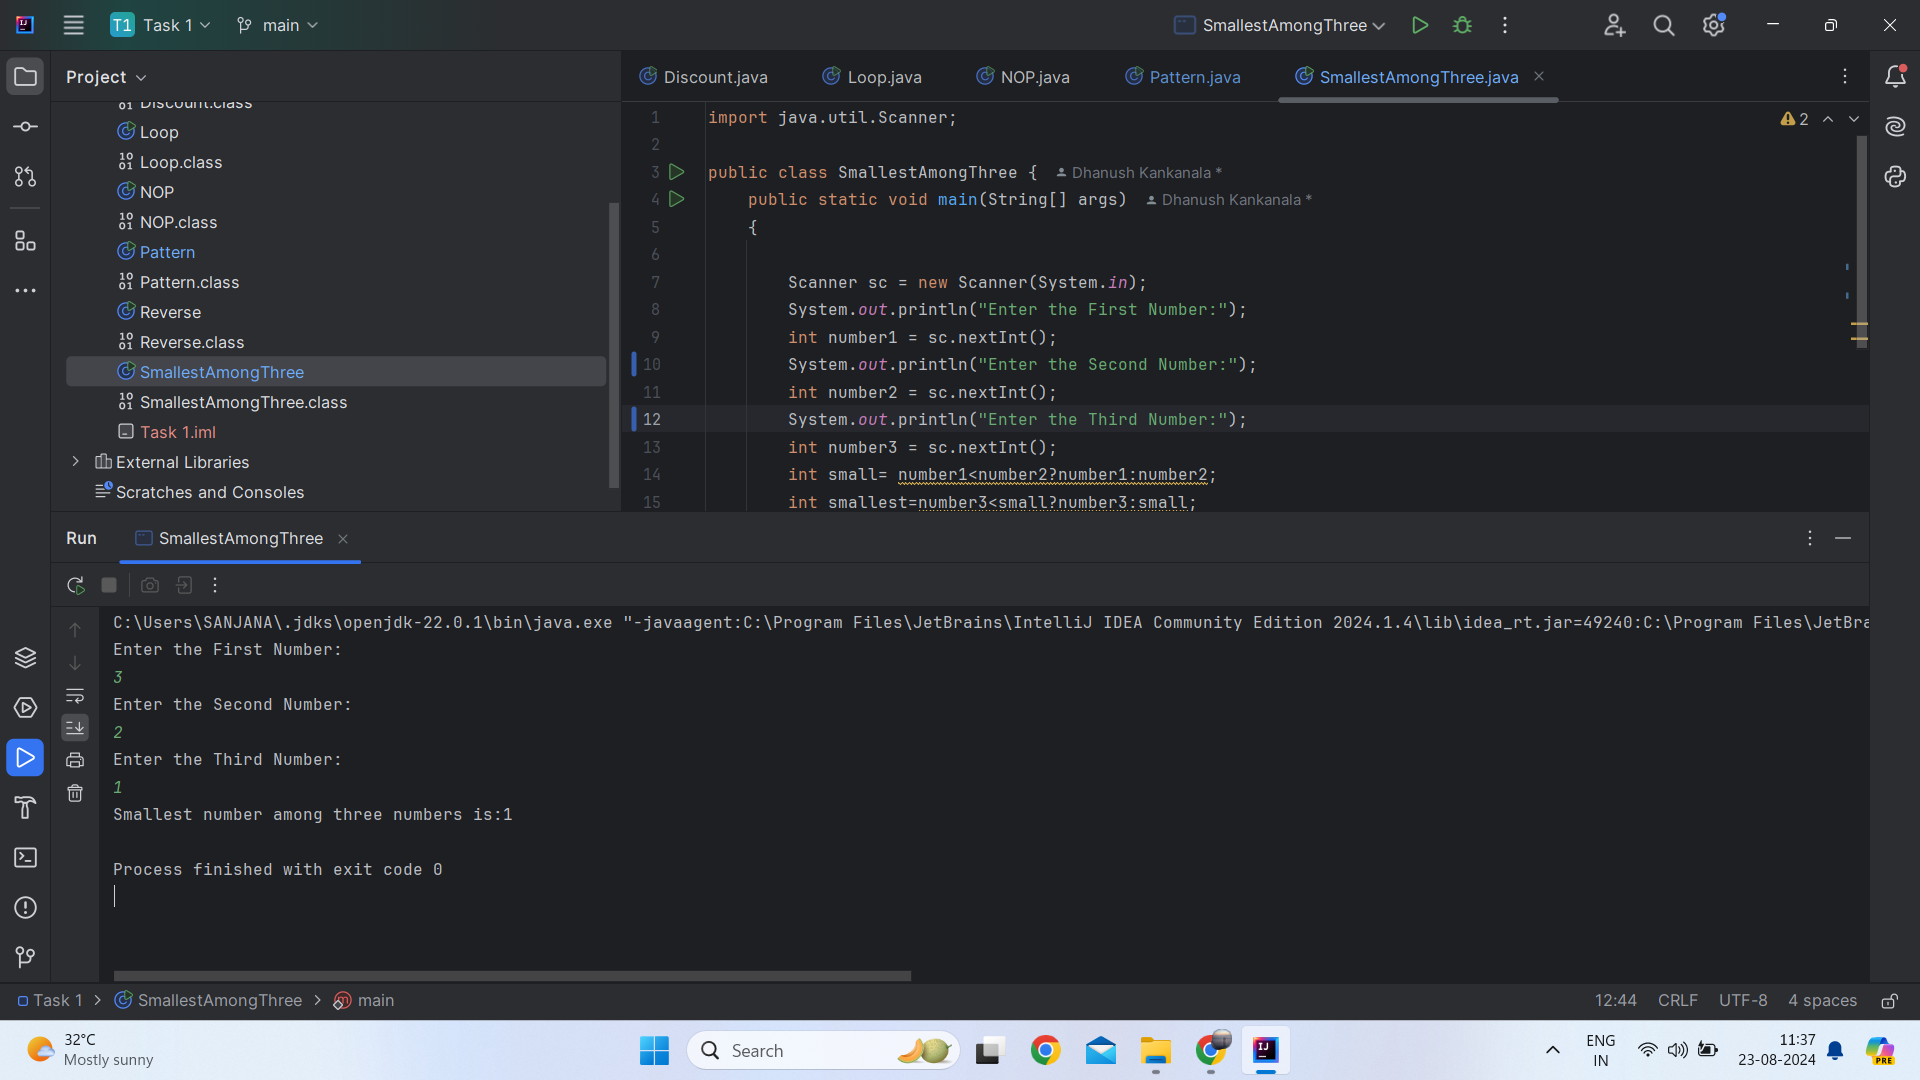 T1 Task 1
main
SmallestAmongThree
Project
Discount.java
Loop.java
NOP.java
Pattern.java
SmallestAmongThree.java
Discount.class
Loop
Loop.class
NOP
NOP.class
Pattern
Pattern.class
Reverse
Reverse.class
SmallestAmongThree
SmallestAmongThree.class
Task 1.iml
External Libraries
Scratches and Consoles
2
1 import java.util.Scanner;
2
3 public class SmallestAmongThree { Dhanush Kankanala *
4 public static void main(String[] args) Dhanush Kankanala *
5 {
6
7 Scanner sc = new Scanner(System.in);
8 System.out.println("Enter the First Number:");
9 int number1 = sc.nextInt();
10 System.out.println("Enter the Second Number:");
11 int number2 = sc.nextInt();
12 System.out.println("Enter the Third Number:");
13 int number3 = sc.nextInt();
14 int small= number1<number2?number1:number2;
15 int smallest=number3<small?number3:small;
Run
SmallestAmongThree
C:\Users\SANJANA\.jdks\openjdk-22.0.1\bin\java.exe "-javaagent:C:\Program Files\JetBrains\IntelliJ IDEA Community Edition 2024.1.4\lib\idea_rt.jar=49240:C:\Program Files\JetBra
Enter the First Number:
3
Enter the Second Number:
2
Enter the Third Number:
1
Smallest number among three numbers is:1
Process finished with exit code 0
Task 1 > SmallestAmongThree > main
12:44 CRLF UTF-8 4 spaces
32°C
Mostly sunny
Search
ENG
IN
11:37
23-08-2024
PRE